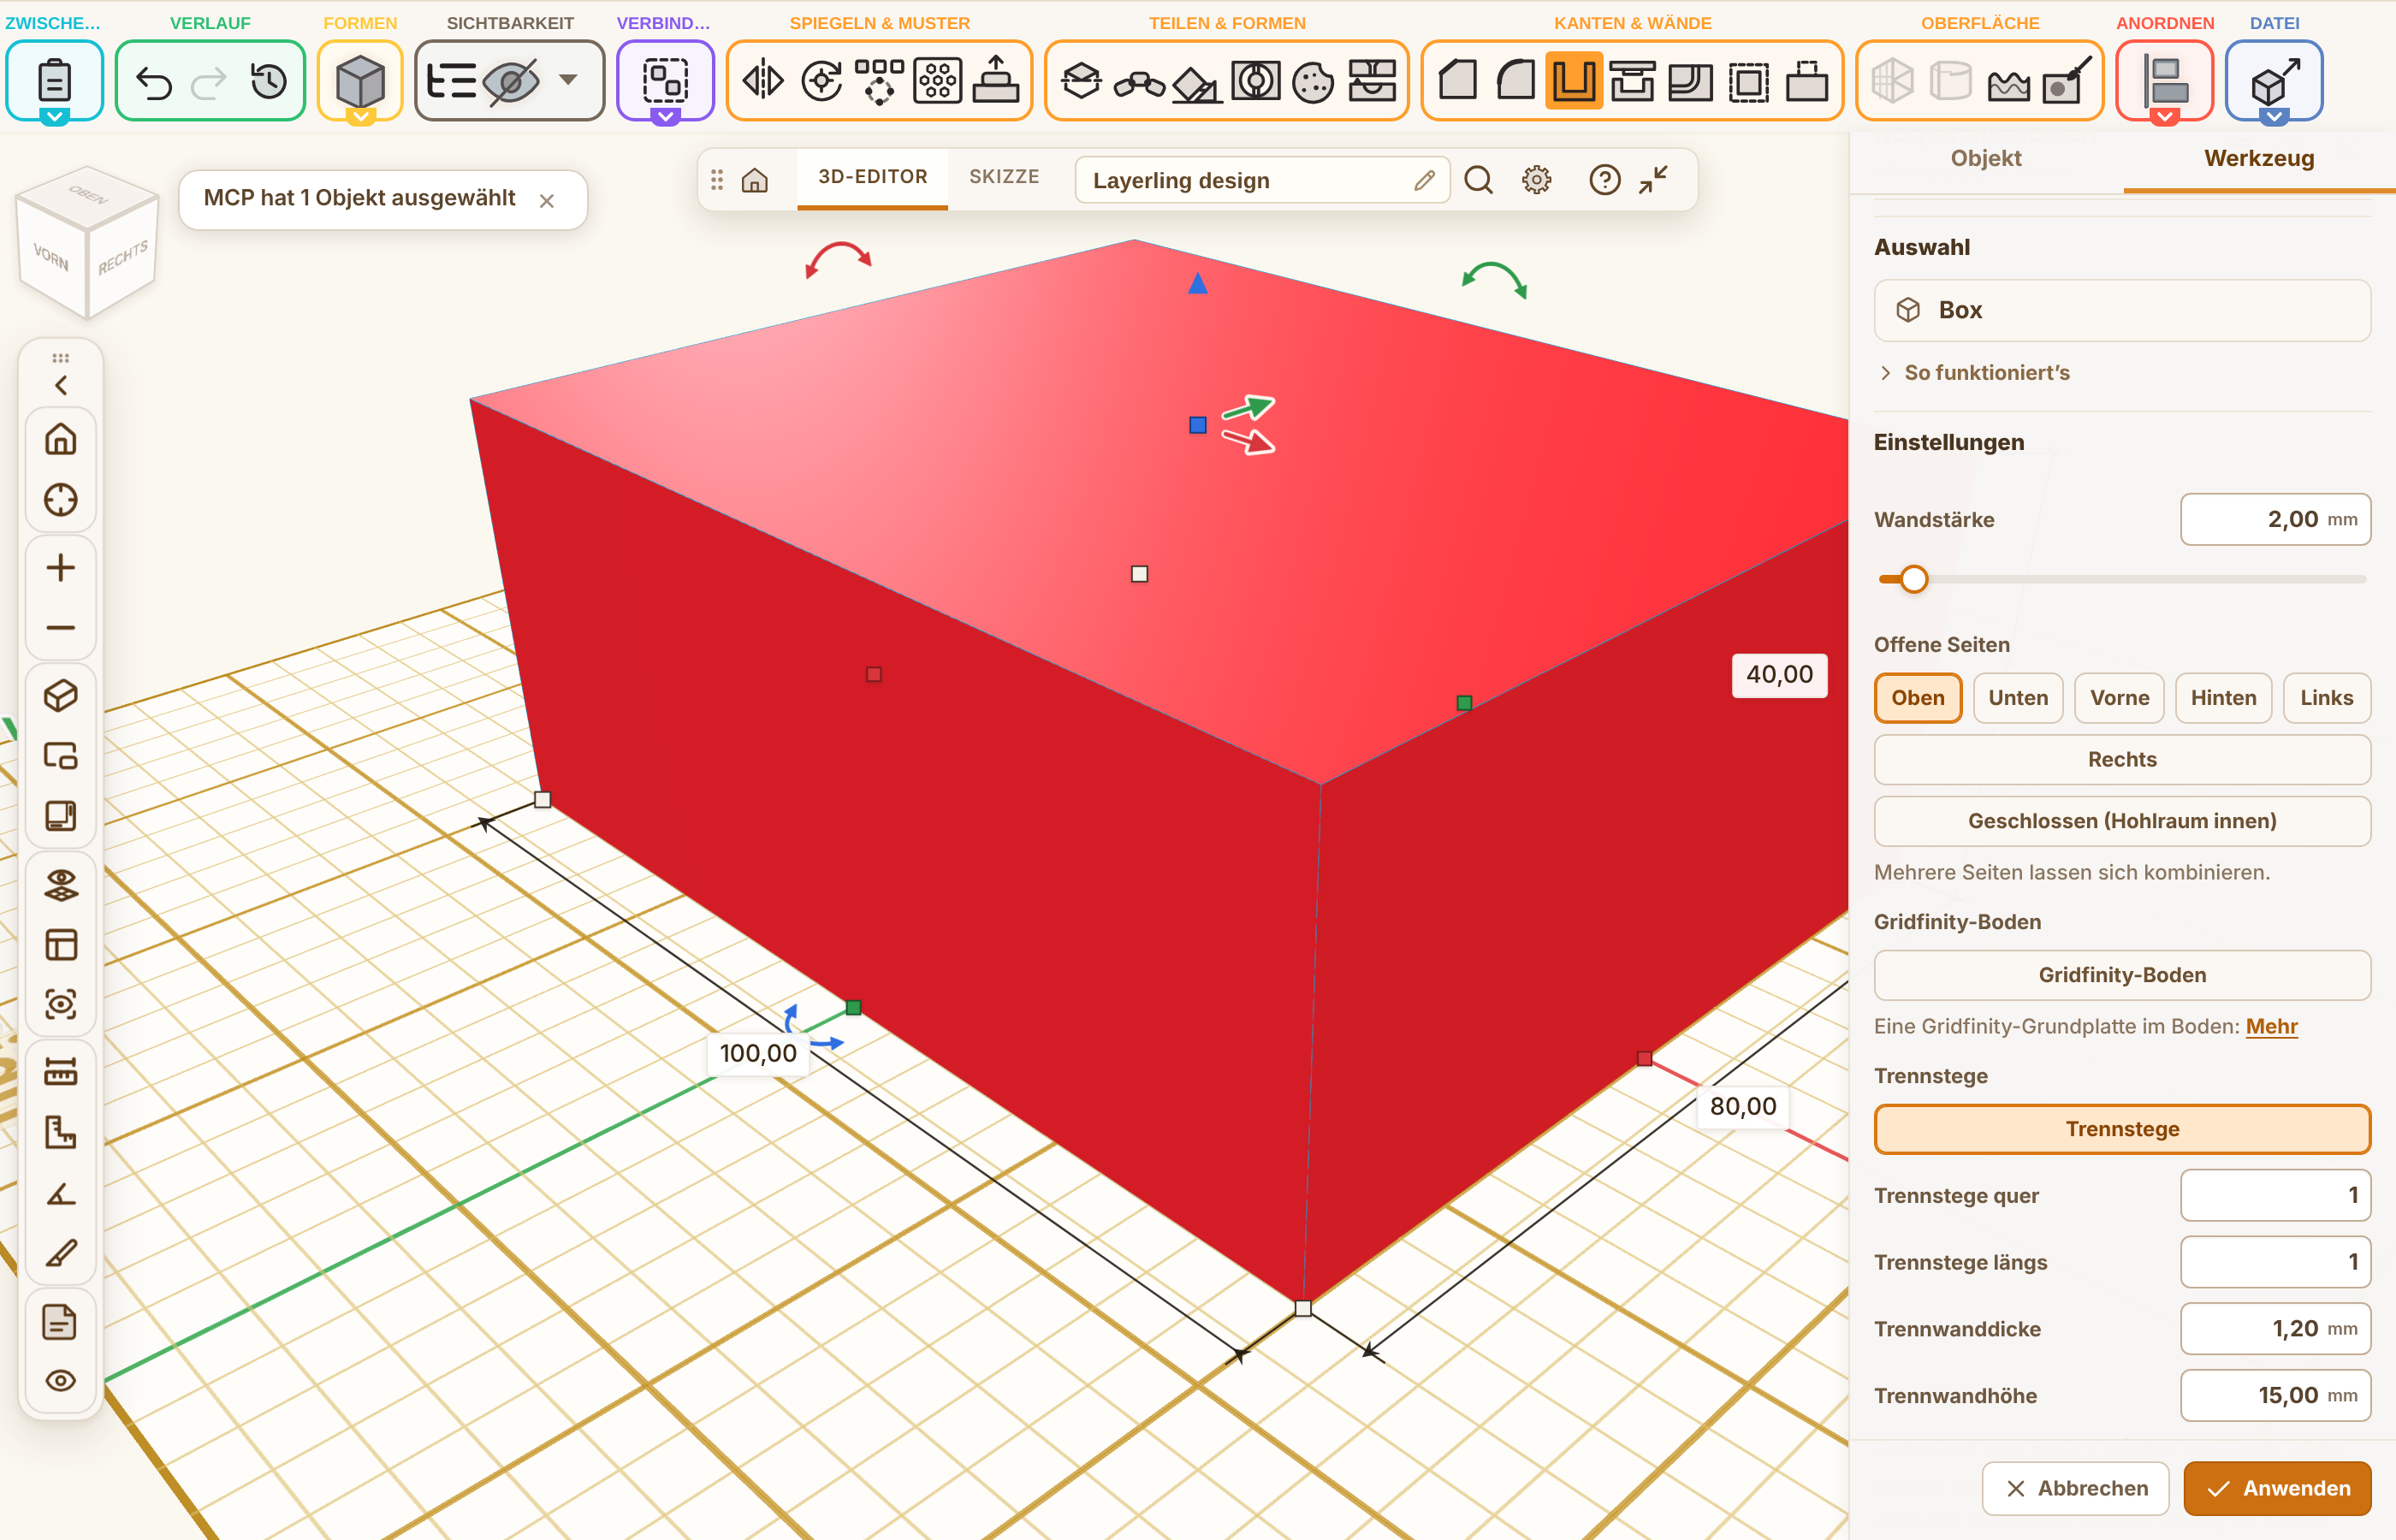 ZWISCHE...
VERLAUF
FORMEN
SICHTBARKEIT
VERBIND...
SPIEGELN & MUSTER
TEILEN & FORMEN
KANTEN & WÄNDE
OBERFLÄCHE
ANORDNEN
DATEI
OBEN
VORN
RECHTS
MCP hat 1 Objekt ausgewählt
3D-EDITOR
SKIZZE
Layerling design
40,00
100,00
80,00
Objekt
Werkzeug
Auswahl
Box
So funktioniert’s
Einstellungen
Wandstärke
2,00 mm
Offene Seiten
Oben
Unten
Vorne
Hinten
Links
Rechts
Geschlossen (Hohlraum innen)
Mehrere Seiten lassen sich kombinieren.
Gridfinity-Boden
Gridfinity-Boden
Eine Gridfinity-Grundplatte im Boden: Mehr
Trennstege
Trennstege
Trennstege quer
1
Trennstege längs
1
Trennwanddicke
1,20 mm
Trennwandhöhe
15,00 mm
Abbrechen
Anwenden